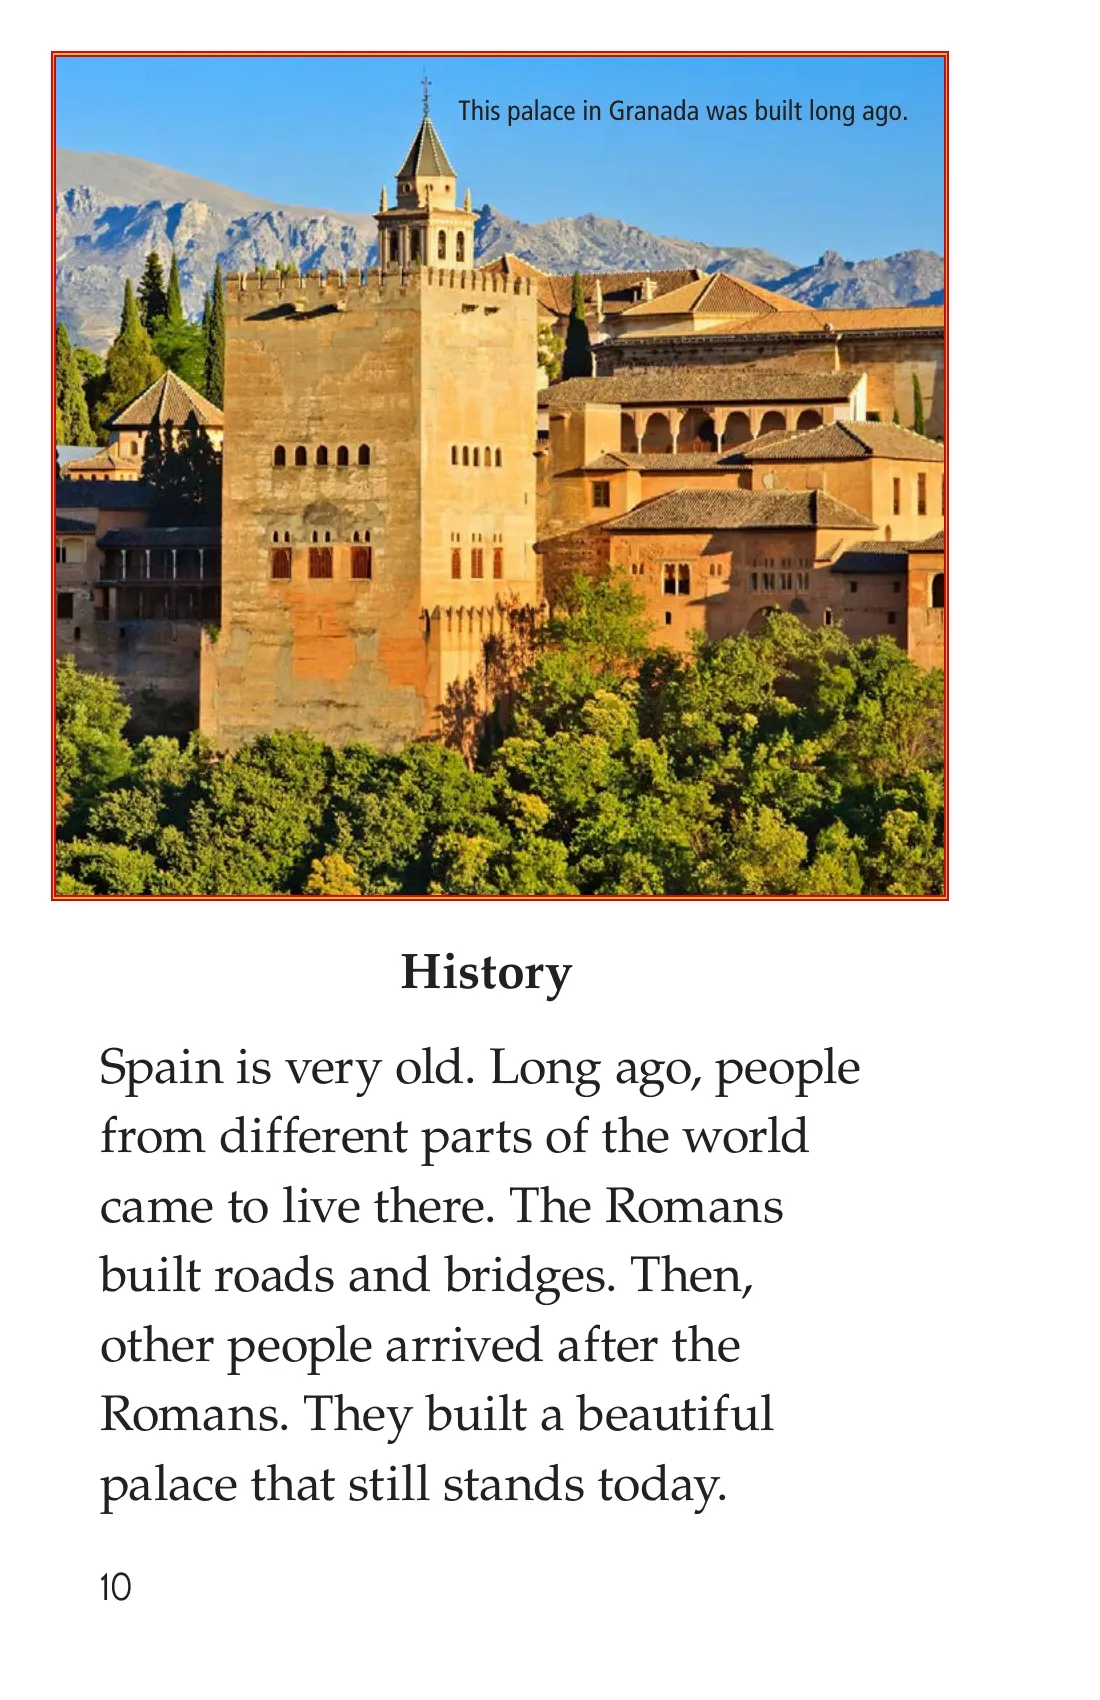 This palace in Granada was built long ago.
History
Spain is very old. Long ago, people
from different parts of the world
came to live there. The Romans
built roads and bridges. Then,
other people arrived after the
Romans. They built a beautiful
palace that still stands today.
10